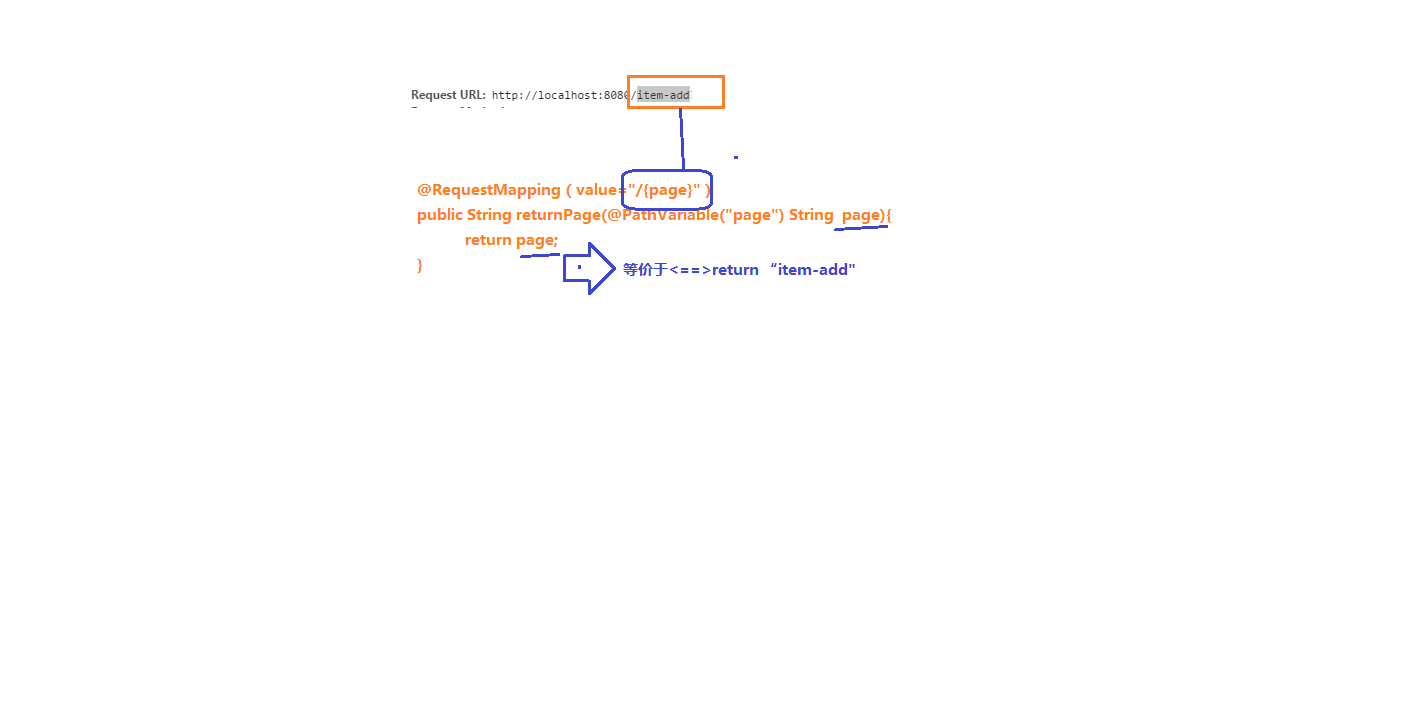 Request URL: http://localhost:8080/item-add
@RequestMapping ( value="/{page}" )
public String returnPage(@PathVariable("page") String page){
return page;
}
等价于<==>return “item-add"